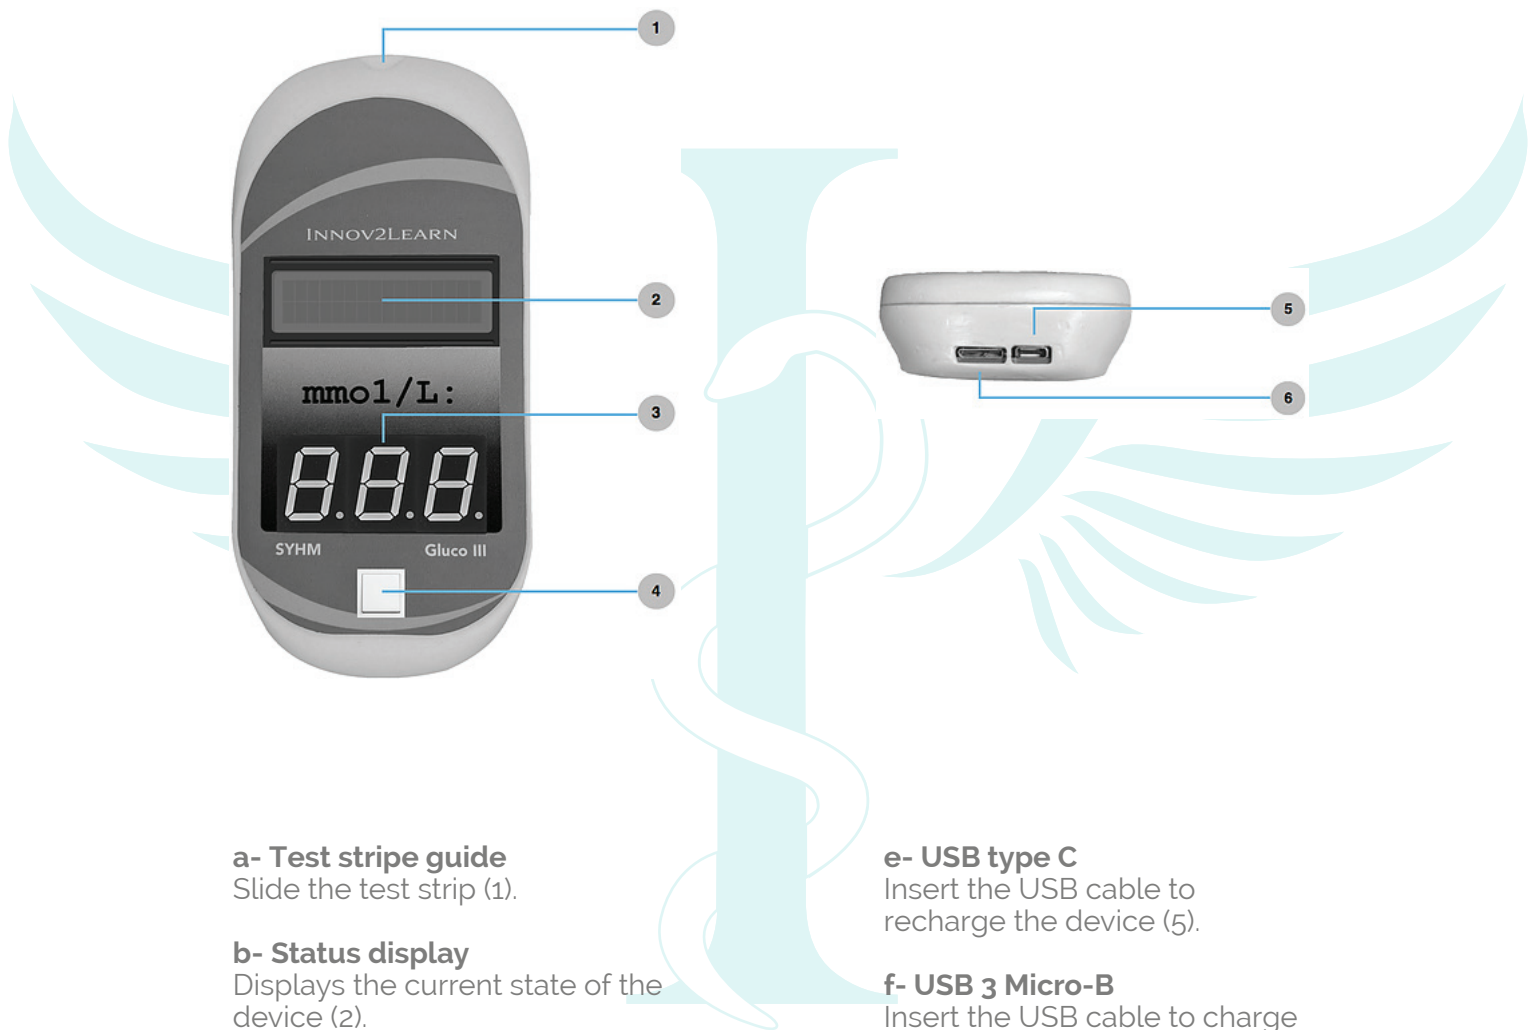 1
INNOV2LEARN
2
mmo1/L:
3
8.8.8.
SYHM Gluco III
4
5
6
a- Test stripe guide
Slide the test strip (1).
b- Status display
Displays the current state of the
device (2).
e- USB type C
Insert the USB cable to
recharge the device (5).
f- USB 3 Micro-B
Insert the USB cable to charge